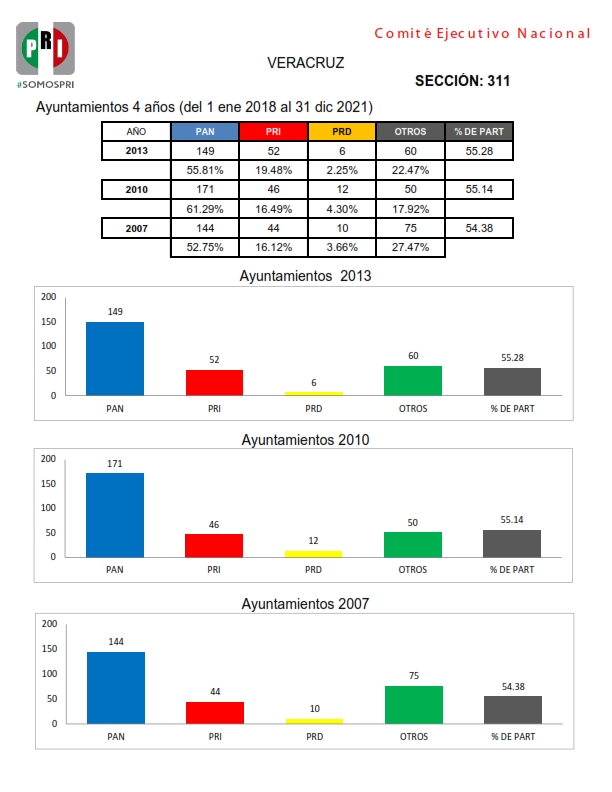 PRI
#SOMOSPRI
Comité Ejecutivo Nacional
VERACRUZ
SECCIÓN: 311
Ayuntamientos 4 años (del 1 ene 2018 al 31 dic 2021)
AÑO PAN PRI PRD OTROS % DE PART
2013 149 52 6 60 55.28
55.81% 19.48% 2.25% 22.47%
2010 171 46 12 50 55.14
61.29% 16.49% 4.30% 17.92%
2007 144 44 10 75 54.38
52.75% 16.12% 3.66% 27.47%
Ayuntamientos 2013
200
150
100
50
0
149 52 6 60 55.28
PAN PRI PRD OTROS % DE PART
Ayuntamientos 2010
200
150
100
50
0
171 46 12 50 55.14
PAN PRI PRD OTROS % DE PART
Ayuntamientos 2007
200
150
100
50
0
144 44 10 75 54.38
PAN PRI PRD OTROS % DE PART